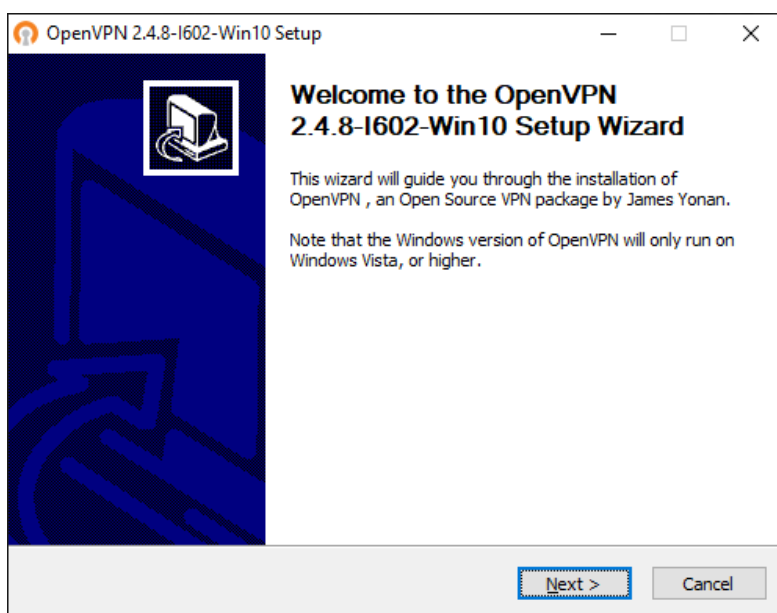 OpenVPN 2.4.8-I602-Win10 Setup
Welcome to the OpenVPN
2.4.8-I602-Win10 Setup Wizard
This wizard will guide you through the installation of
OpenVPN , an Open Source VPN package by James Yonan.
Note that the Windows version of OpenVPN will only run on
Windows Vista, or higher.
Next >
Cancel